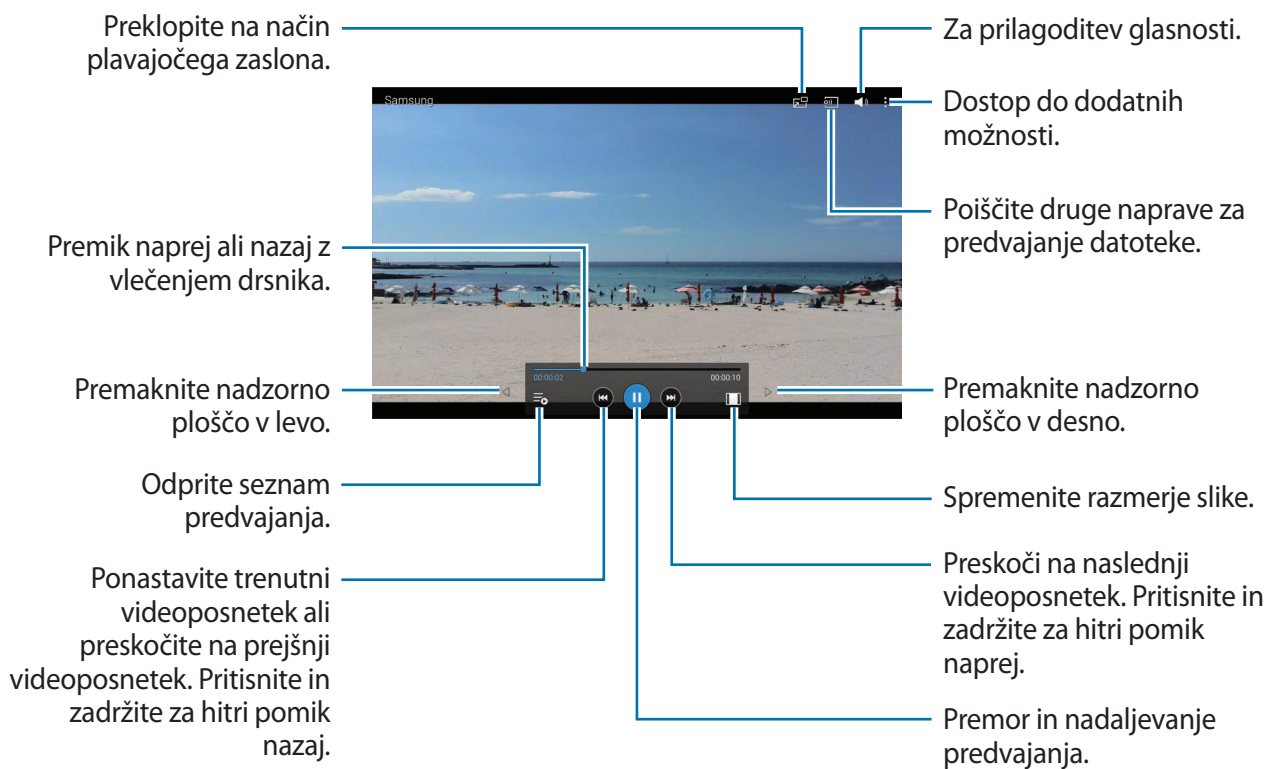 Preklopite na način
plavajočega zaslona.
Za prilagoditev glasnosti.
Samsung
Dostop do dodatnih
možnosti.
Poiščite druge naprave za
predvajanje datoteke.
Premik naprej ali nazaj z
vlečenjem drsnika.
00:00:02
00:00:10
Premaknite nadzorno
ploščo v levo.
Premaknite nadzorno
ploščo v desno.
Odprite seznam
predvajanja.
Spremenite razmerje slike.
Ponastavite trenutni
videoposnetek ali
preskočite na prejšnji
videoposnetek. Pritisnite in
zadržite za hitri pomik
nazaj.
Preskoči na naslednji
videoposnetek. Pritisnite in
zadržite za hitri pomik
naprej.
Premor in nadaljevanje
predvajanja.